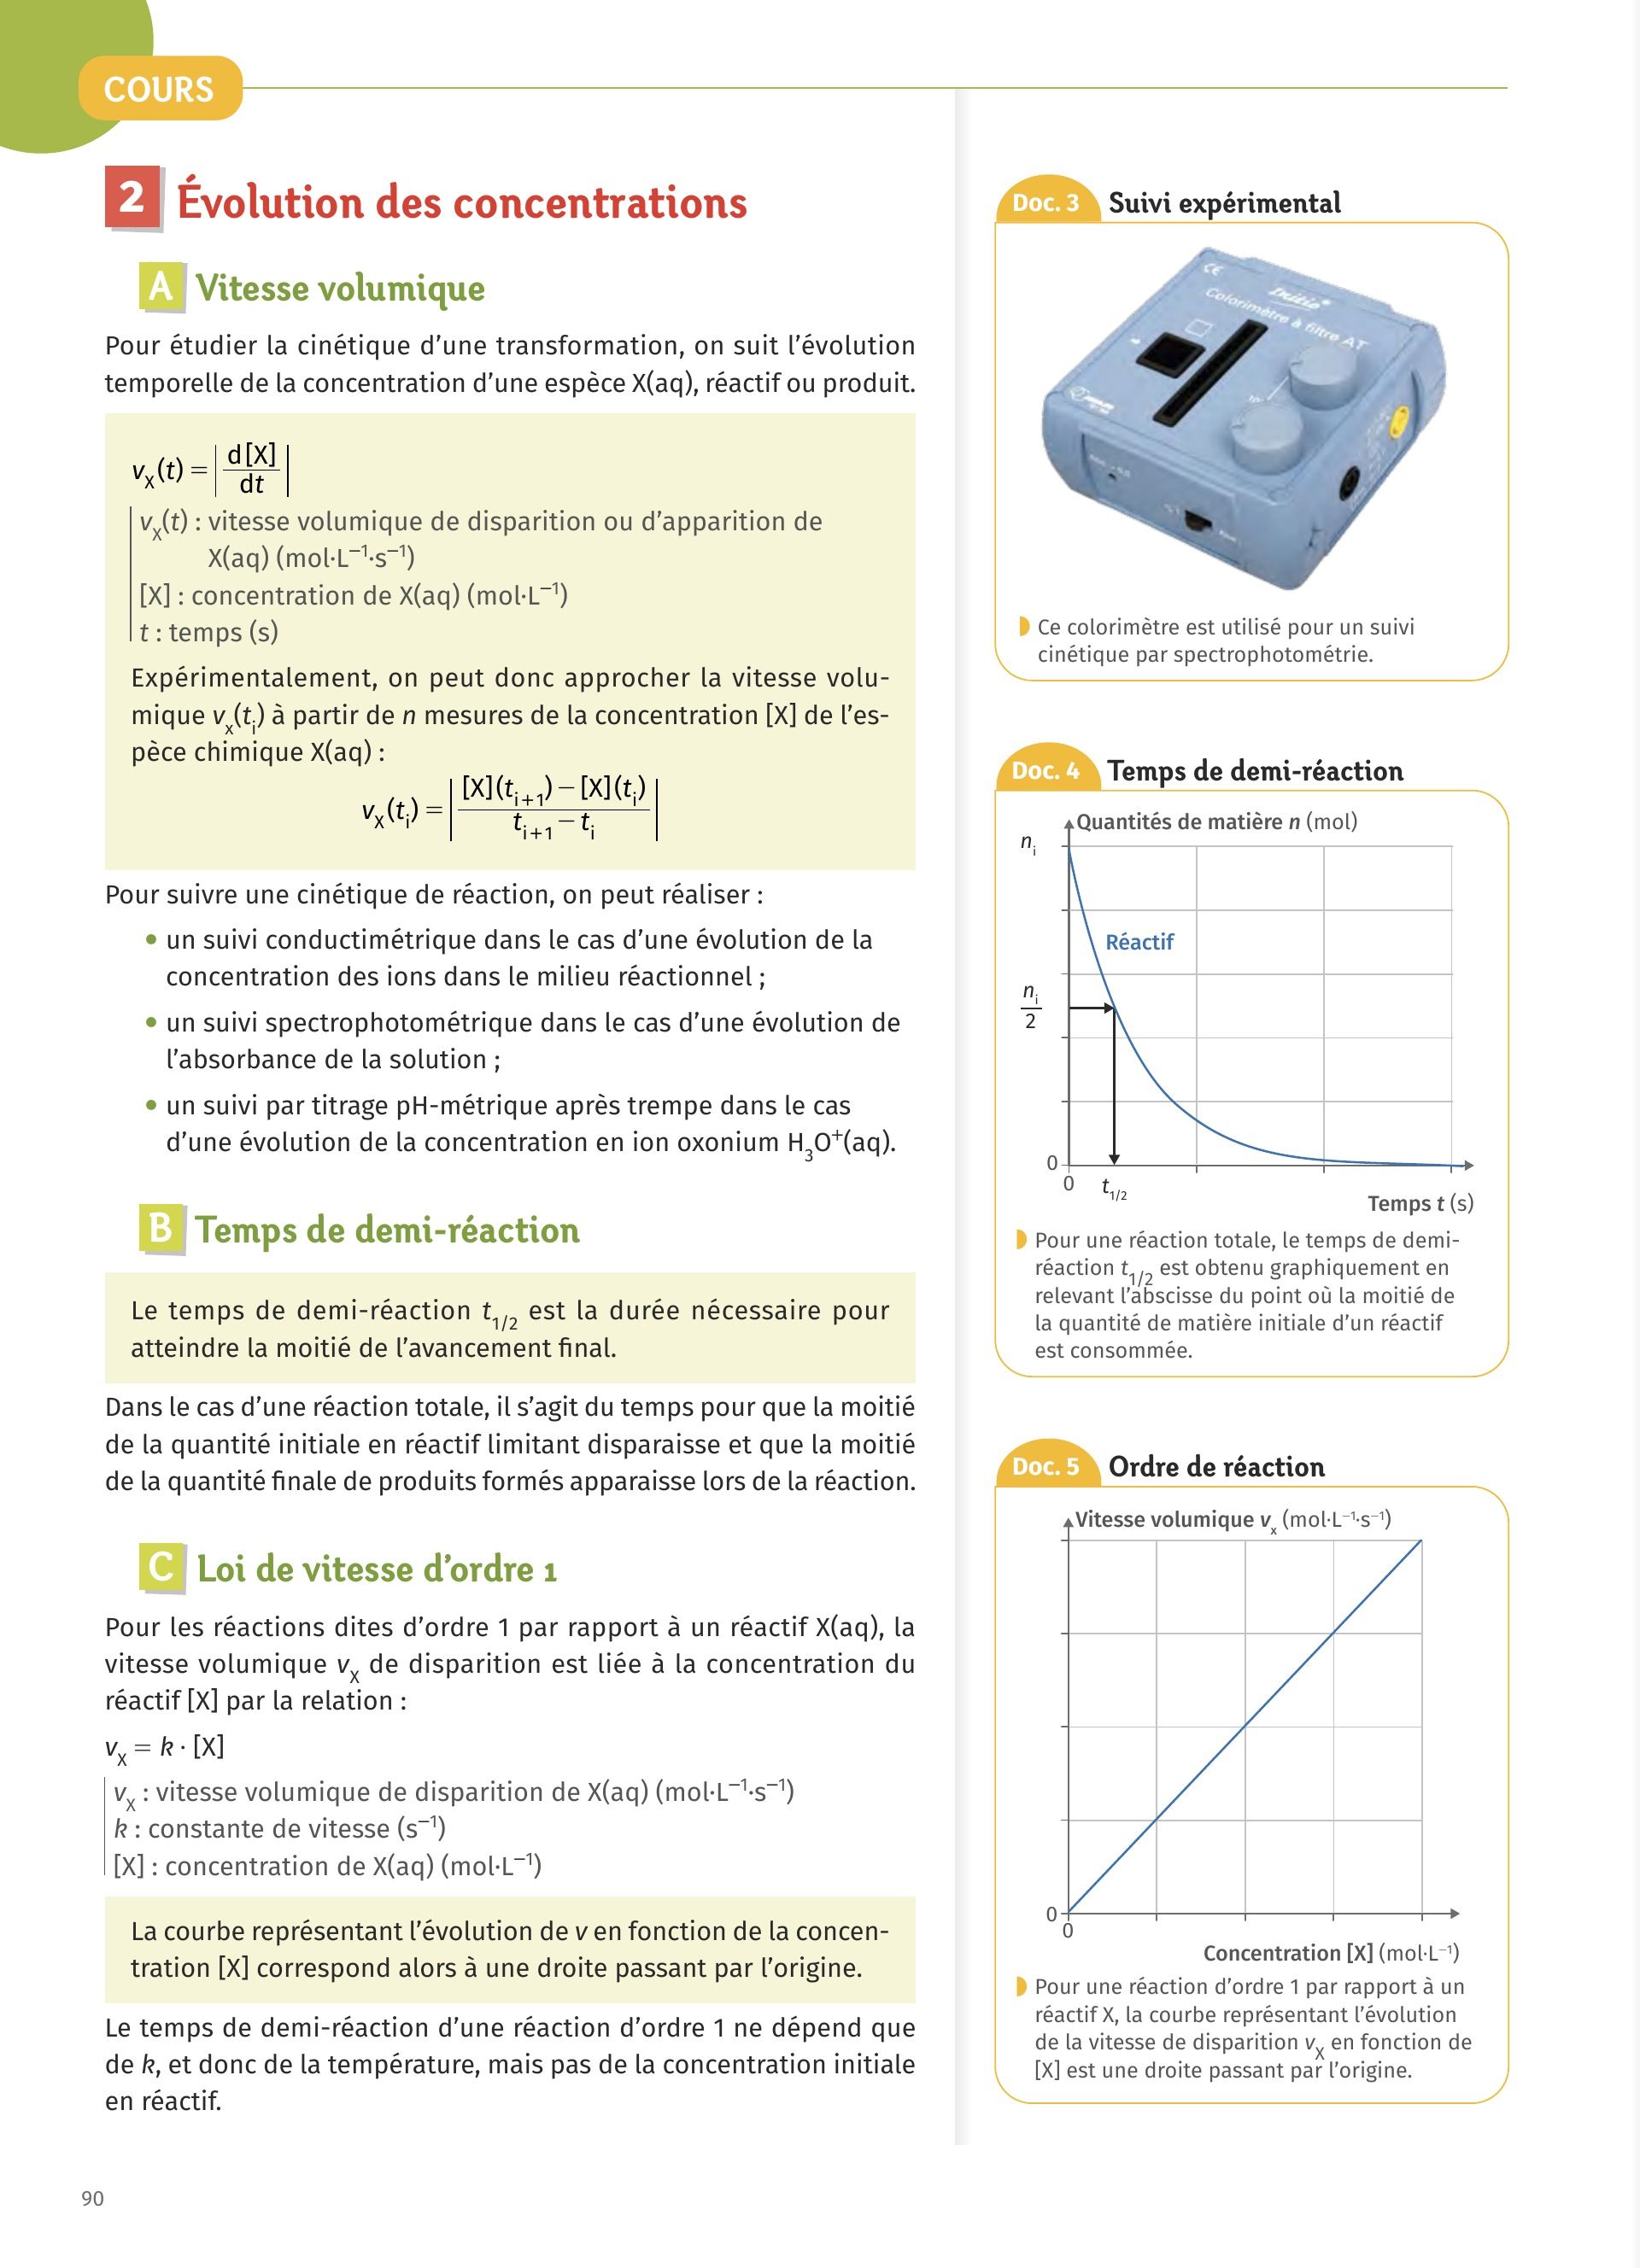 COURS
2 Évolution des concentrations
A Vitesse volumique
Pour étudier la cinétique d’une transformation, on suit l’évolution
temporelle de la concentration d’une espèce X(aq), réactif ou produit.
v_X(t) = |d[X]/dt|
v_X(t) : vitesse volumique de disparition ou d’apparition de
X(aq) (mol·L⁻¹·s⁻¹)
[X] : concentration de X(aq) (mol·L⁻¹)
t : temps (s)
Expérimentalement, on peut donc approcher la vitesse volu-
mique v_x(t_i) à partir de n mesures de la concentration [X] de l’es-
pèce chimique X(aq) :
v_X(t_i) = |([X](t_{i+1}) − [X](t_i))/(t_{i+1} − t_i)|
Pour suivre une cinétique de réaction, on peut réaliser :
• un suivi conductimétrique dans le cas d’une évolution de la
concentration des ions dans le milieu réactionnel ;
• un suivi spectrophotométrique dans le cas d’une évolution de
l’absorbance de la solution ;
• un suivi par titrage pH-métrique après trempe dans le cas
d’une évolution de la concentration en ion oxonium H₃O⁺(aq).
B Temps de demi-réaction
Le temps de demi-réaction t_{1/2} est la durée nécessaire pour
atteindre la moitié de l’avancement final.
Dans le cas d’une réaction totale, il s’agit du temps pour que la moitié
de la quantité initiale en réactif limitant disparaisse et que la moitié
de la quantité finale de produits formés apparaisse lors de la réaction.
C Loi de vitesse d’ordre 1
Pour les réactions dites d’ordre 1 par rapport à un réactif X(aq), la
vitesse volumique v_X de disparition est liée à la concentration du
réactif [X] par la relation :
v_X = k · [X]
v_X : vitesse volumique de disparition de X(aq) (mol·L⁻¹·s⁻¹)
k : constante de vitesse (s⁻¹)
[X] : concentration de X(aq) (mol·L⁻¹)
La courbe représentant l’évolution de v en fonction de la concen-
tration [X] correspond alors à une droite passant par l’origine.
Le temps de demi-réaction d’une réaction d’ordre 1 ne dépend que
de k, et donc de la température, mais pas de la concentration initiale
en réactif.
90
Doc. 3 Suivi expérimental
CE
Initio
Colorimètre à filtre AT
Ce colorimètre est utilisé pour un suivi
cinétique par spectrophotométrie.
Doc. 4 Temps de demi-réaction
Quantités de matière n (mol)
n_i
Réactif
n_i/2
0
0
t_{1/2}
Temps t (s)
Pour une réaction totale, le temps de demi-
réaction t_{1/2} est obtenu graphiquement en
relevant l’abscisse du point où la moitié de
la quantité de matière initiale d’un réactif
est consommée.
Doc. 5 Ordre de réaction
Vitesse volumique v_x (mol·L⁻¹·s⁻¹)
0
0
Concentration [X] (mol·L⁻¹)
Pour une réaction d’ordre 1 par rapport à un
réactif X, la courbe représentant l’évolution
de la vitesse de disparition v_X en fonction de
[X] est une droite passant par l’origine.